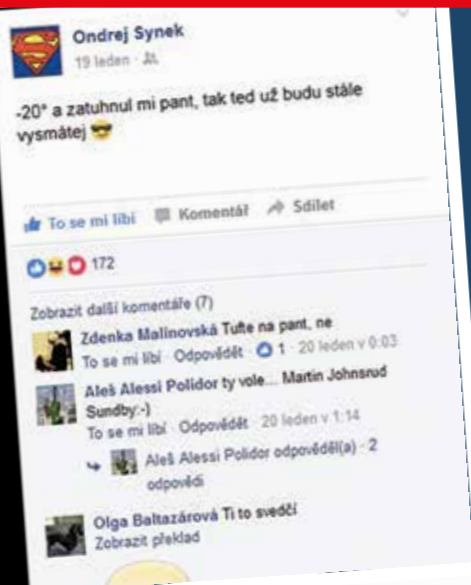 Ondrej Synek
19 leden
-20° a zatuhnul mi pant, tak ted už budu stále
vysmátej 😎
To se mi líbí Komentář Sdílet
172
Zobrazit další komentáře (7)
Zdenka Malinovská Tuťte na pant, ne
To se mi líbí · Odpovědět · 1 · 20 leden v 0:03
Aleš Alessi Polidor ty vole... Martin Johnsrud
Sundby:-)
To se mi líbí · Odpovědět · 20 leden v 1:14
Aleš Alessi Polidor odpověděl(a) · 2
odpovědi
Olga Baltazárová Ti to svedčí
Zobrazit překlad